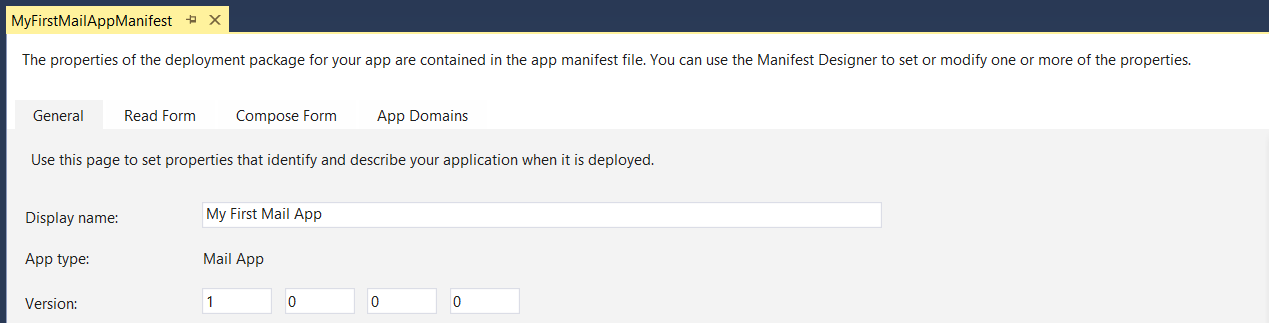 MyFirstMailAppManifest
The properties of the deployment package for your app are contained in the app manifest file. You can use the Manifest Designer to set or modify one or more of the properties.
General Read Form Compose Form App Domains
Use this page to set properties that identify and describe your application when it is deployed.
Display name: My First Mail App
App type: Mail App
Version: 1 0 0 0